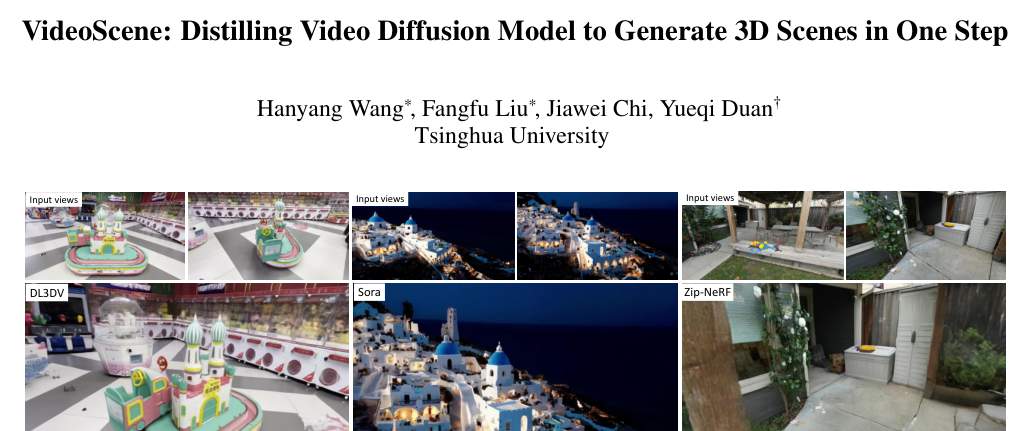 VideoScene: Distilling Video Diffusion Model to Generate 3D Scenes in One Step
Hanyang Wang*, Fangfu Liu*, Jiawei Chi, Yueqi Duan†
Tsinghua University
Input views
Input views
Input views
DL3DV
Sora
Zip-NeRF